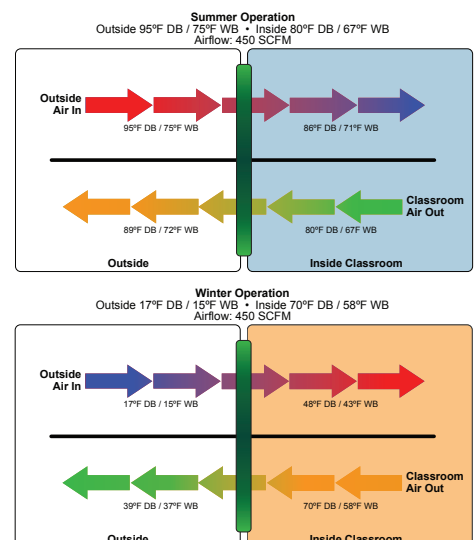 Summer Operation
Outside 95ºF DB / 75ºF WB • Inside 80ºF DB / 67ºF WB
Airflow: 450 SCFM
Outside
Air In
95ºF DB / 75ºF WB
86ºF DB / 71ºF WB
Classroom
Air Out
89ºF DB / 72ºF WB
80ºF DB / 67F WB
Outside
Inside Classroom
Winter Operation
Outside 17ºF DB / 15ºF WB • Inside 70ºF DB / 58ºF WB
Airflow: 450 SCFM
Outside
Air In
17ºF DB / 15ºF WB
48ºF DB / 43ºF WB
Classroom
Air Out
39ºF DB / 37ºF WB
70ºF DB / 58ºF WB
Outside
Inside Classroom